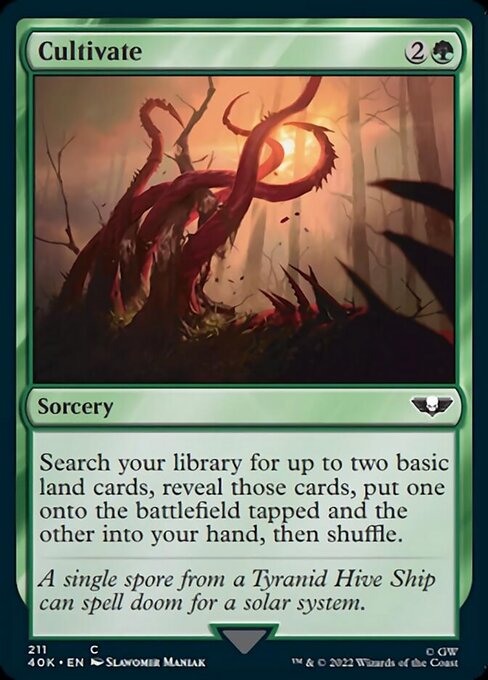 Cultivate 2
Sorcery
Search your library for up to two basic
land cards, reveal those cards, put one
onto the battlefield tapped and the
other into your hand, then shuffle.
A single spore from a Tyranid Hive Ship
can spell doom for a solar system.
211 C © GW
40K • EN Slawomir Maniak ™ & © 2022 Wizards of the Coast